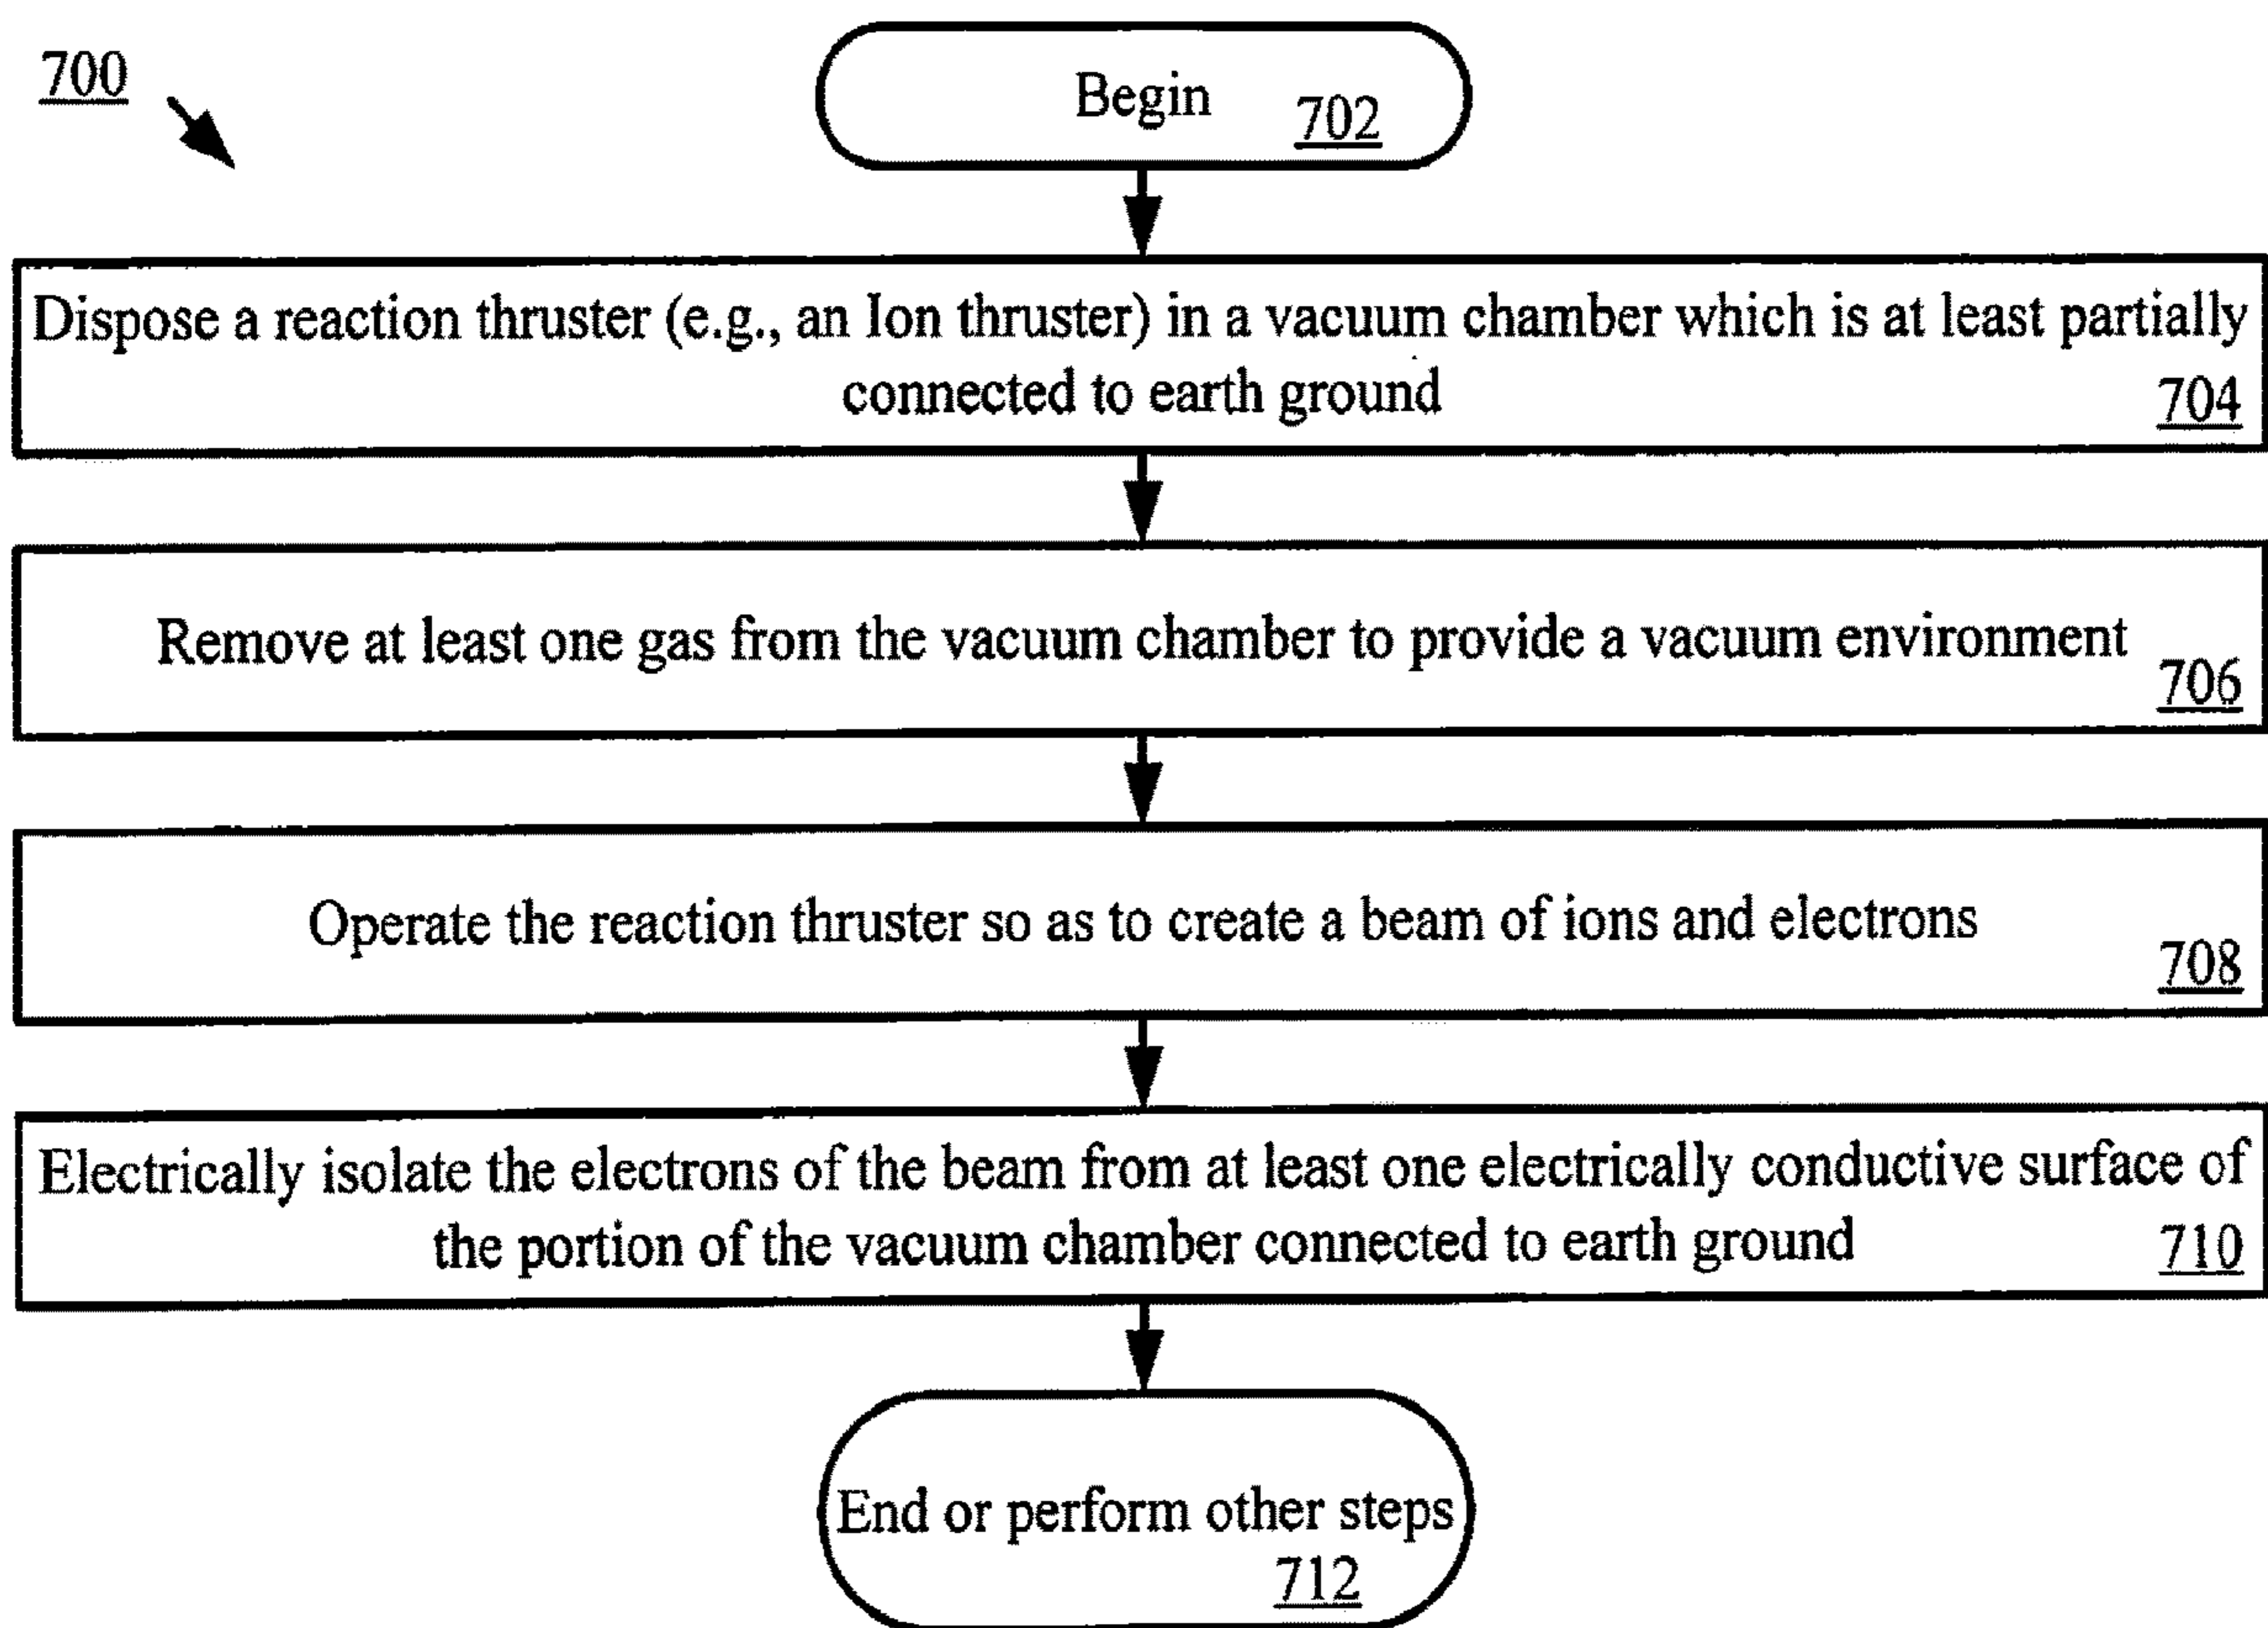 700
Begin
702
Dispose a reaction thruster (e.g., an Ion thruster) in a vacuum chamber which is at least partially
connected to earth ground
704
Remove at least one gas from the vacuum chamber to provide a vacuum environment
706
Operate the reaction thruster so as to create a beam of ions and electrons
708
Electrically isolate the electrons of the beam from at least one electrically conductive surface of
the portion of the vacuum chamber connected to earth ground
710
End or perform other steps
712